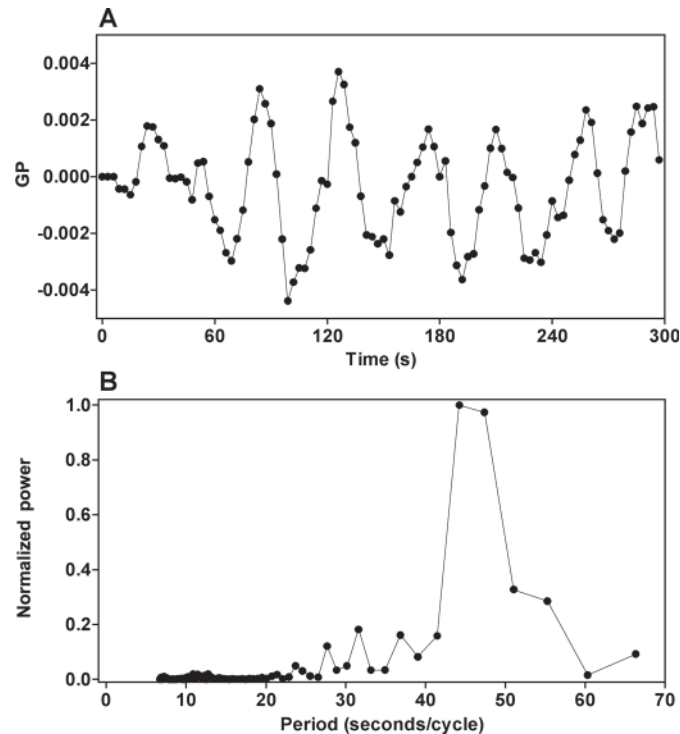 A
0.004
0.002
0.000
-0.002
-0.004
GP
0 60 120 180 240 300
Time (s)
B
1.0
0.8
0.6
0.4
0.2
0.0
Normalized power
0 10 20 30 40 50 60 70
Period (seconds/cycle)